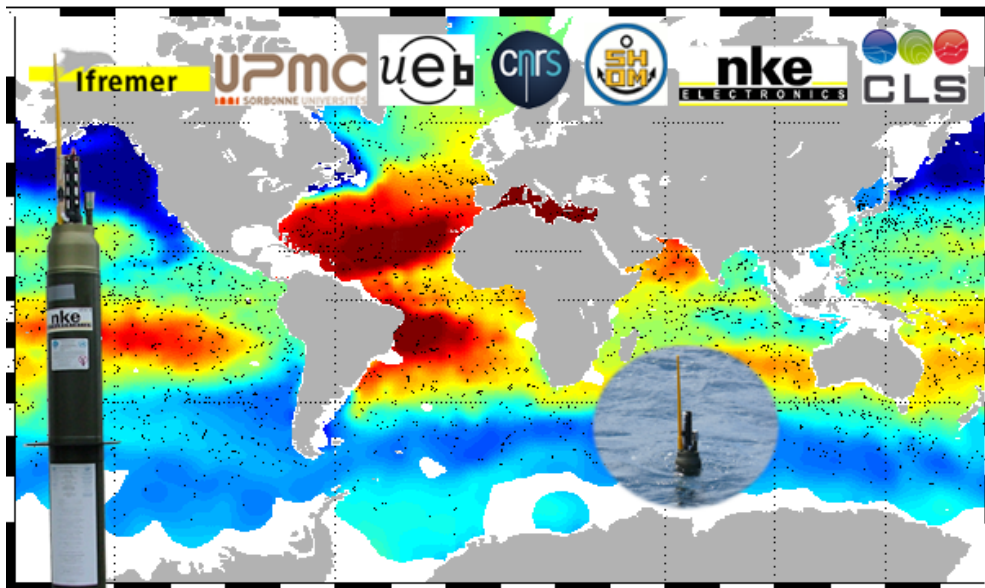 Ifremer
UPMC
SORBONNE UNIVERSITÉS
ueb
cnrs
SH
OM
nke
ELECTRONICS
CLS
nke